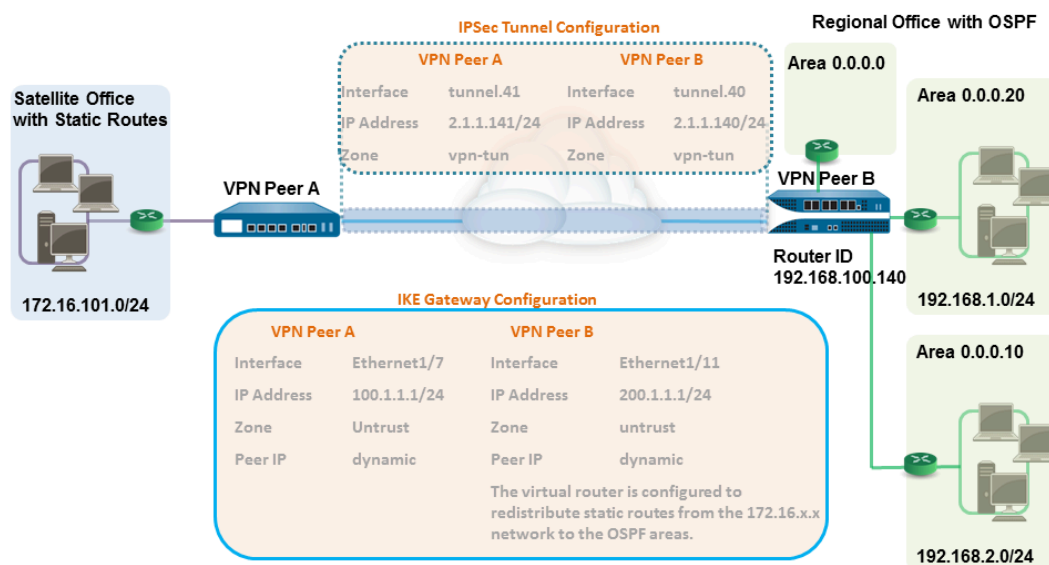 Regional Office with OSPF
IPSec Tunnel Configuration
VPN Peer A VPN Peer B
Interface tunnel.41 Interface tunnel.40
IP Address 2.1.1.141/24 IP Address 2.1.1.140/24
Zone vpn-tun Zone vpn-tun
Area 0.0.0.0
Area 0.0.0.20
Satellite Office
with Static Routes
VPN Peer A
VPN Peer B
Router ID
192.168.100.140
172.16.101.0/24
192.168.1.0/24
IKE Gateway Configuration
VPN Peer A VPN Peer B
Interface Ethernet1/7 Interface Ethernet1/11
IP Address 100.1.1.1/24 IP Address 200.1.1.1/24
Zone Untrust Zone untrust
Peer IP dynamic Peer IP dynamic
The virtual router is configured to
redistribute static routes from the 172.16.x.x
network to the OSPF areas.
Area 0.0.0.10
192.168.2.0/24